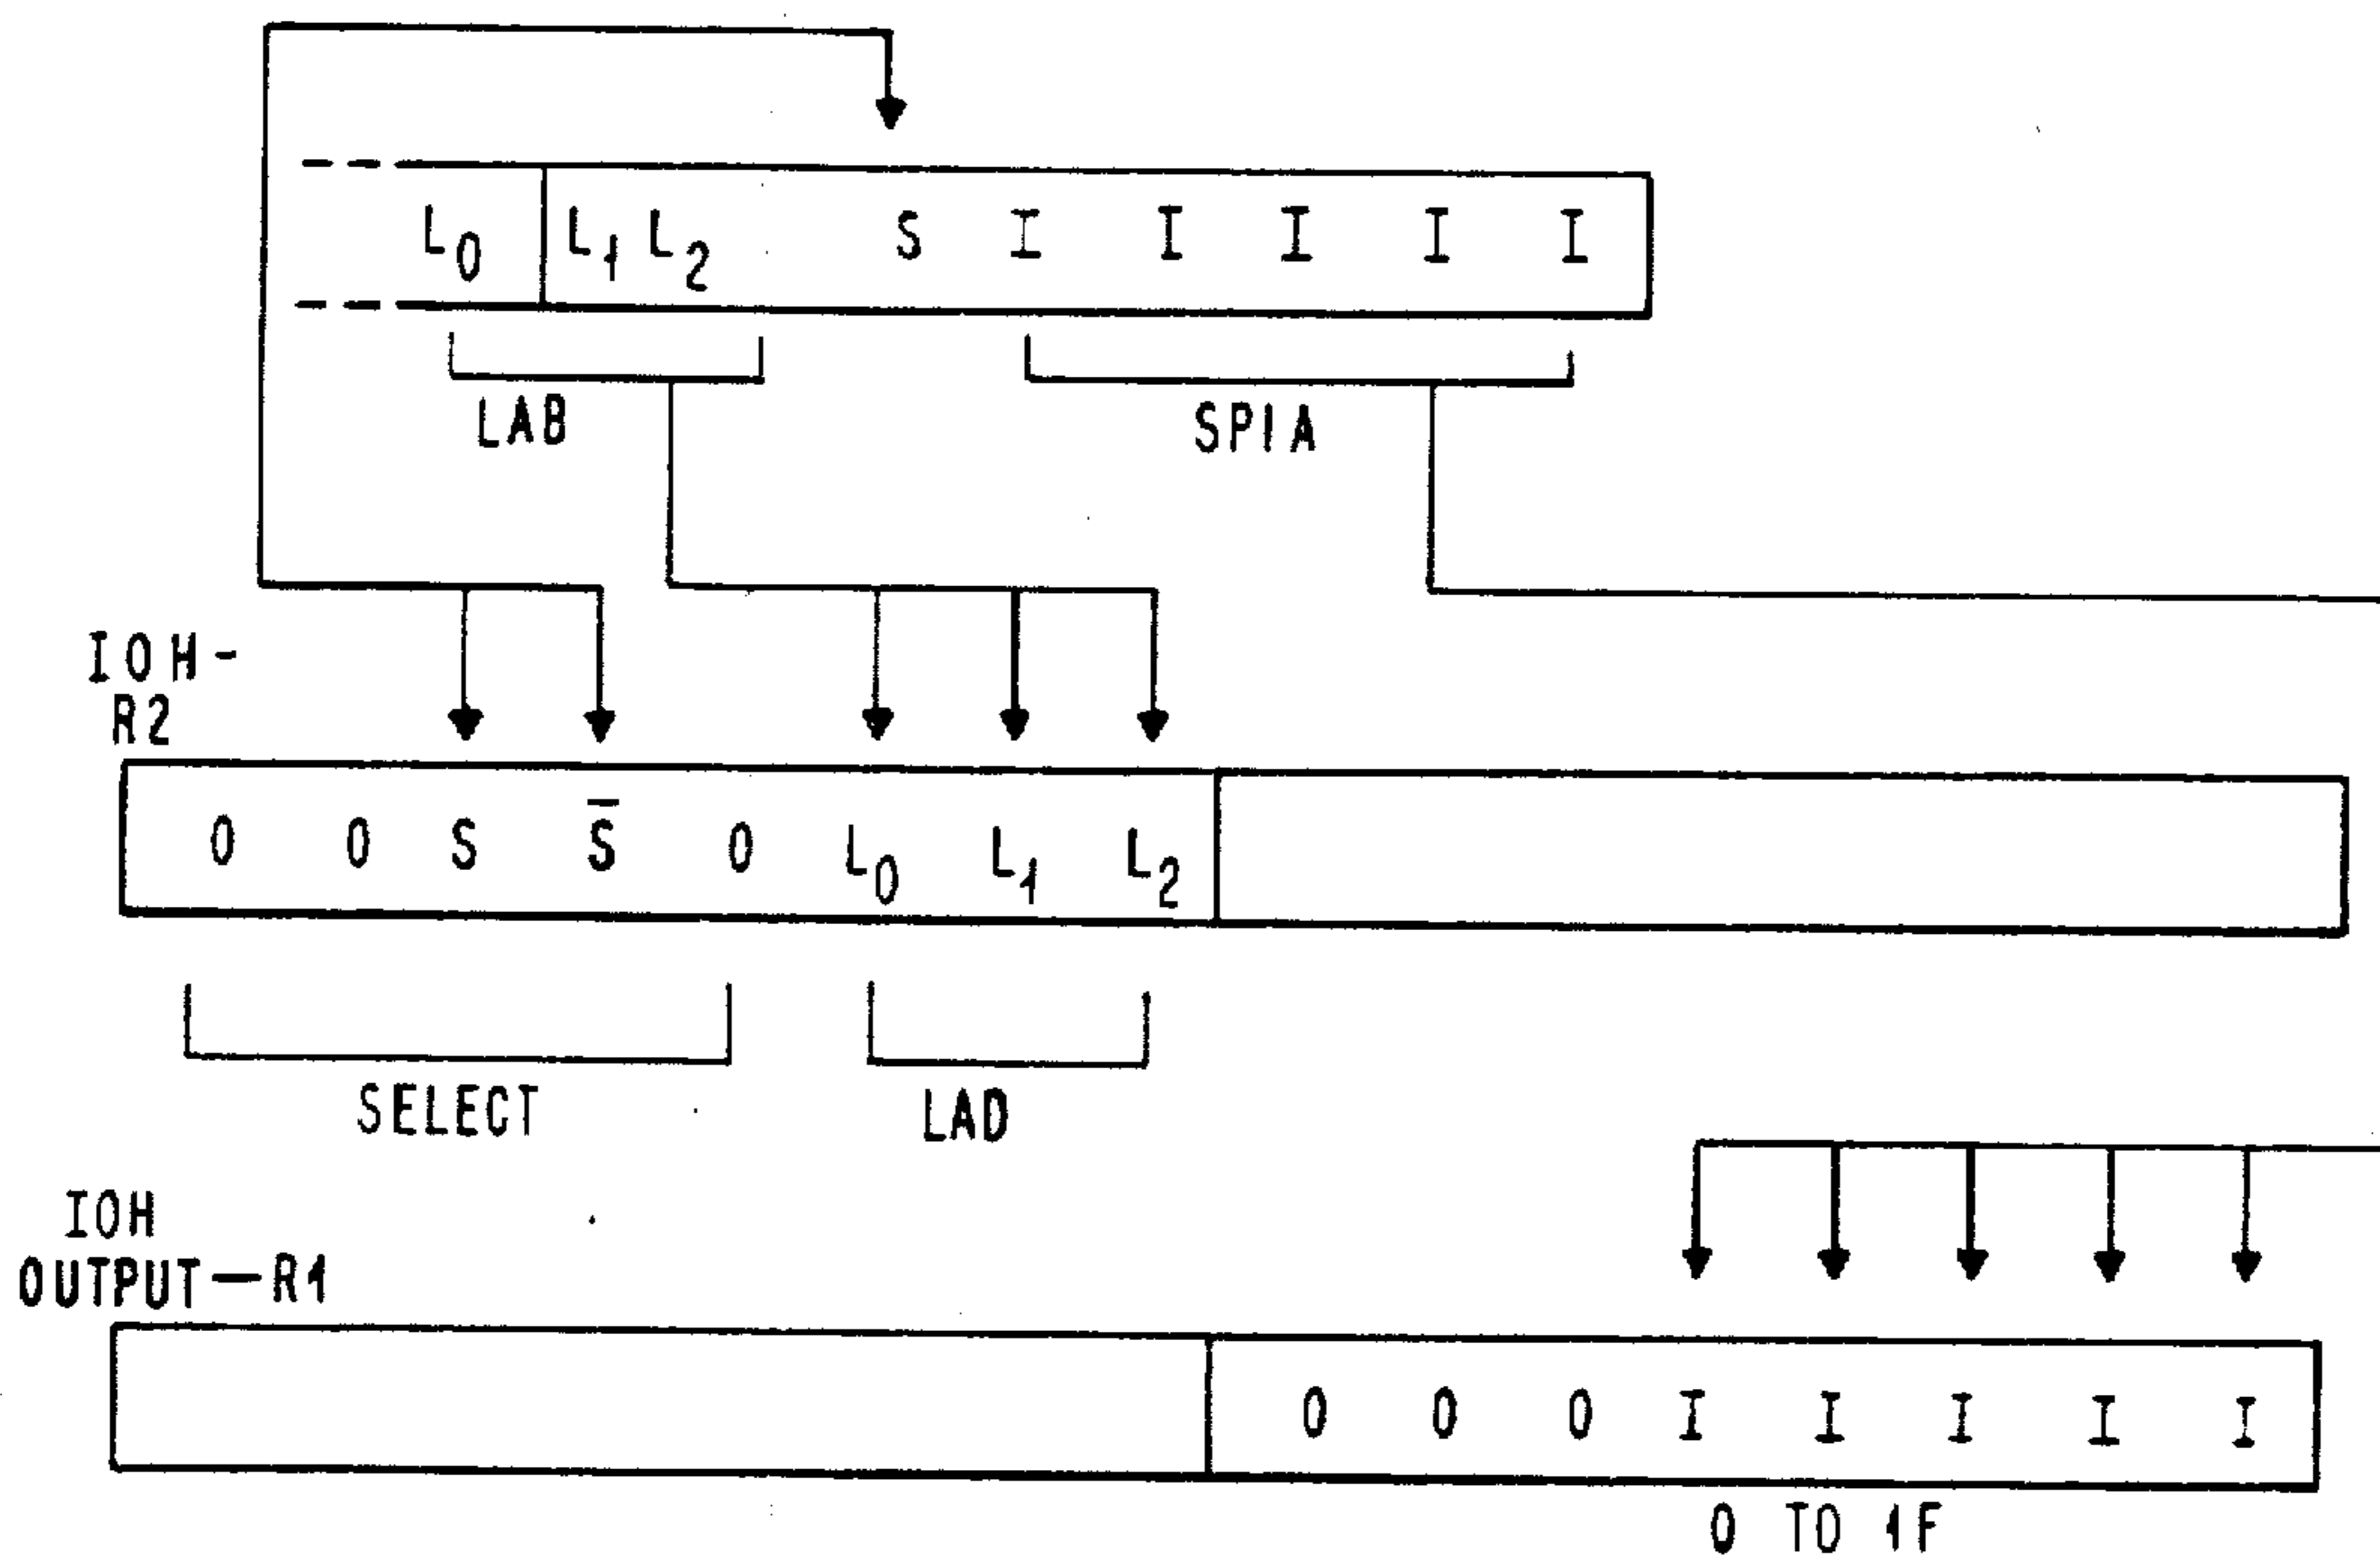 L0 L1 L2 S I I I I I
LAB
SPIA
IOH-
R2
0 0 S S̄ 0 L0 L1 L2
SELECT
LAD
IOH
OUTPUT—R1
0 0 0 I I I I I
0 TO 1F